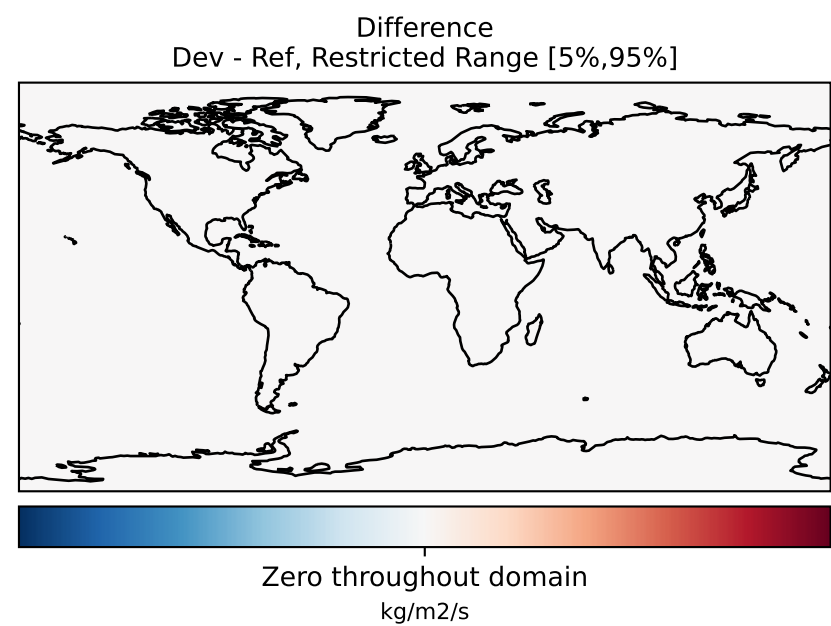 Difference
Dev - Ref, Restricted Range [5%,95%]
Zero throughout domain
kg/m2/s